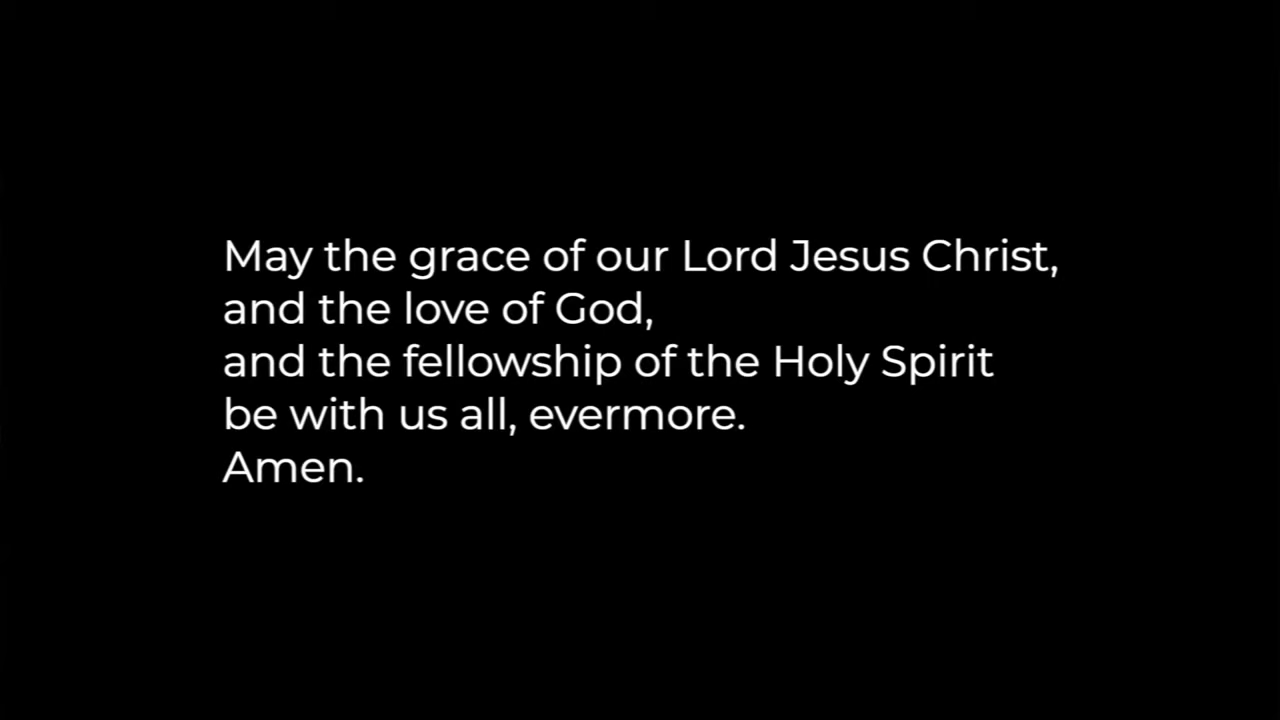 May the grace of our Lord Jesus Christ,
and the love of God,
and the fellowship of the Holy Spirit
be with us all, evermore.
Amen.